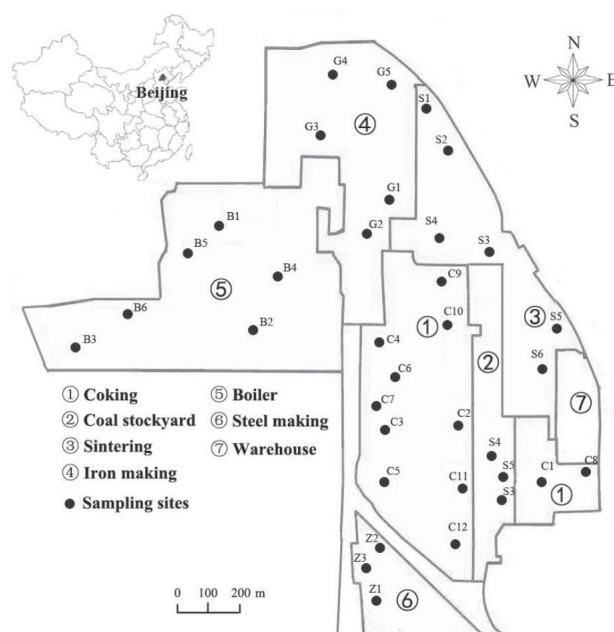 N
W E
S
Beijing
G4
G5
S1
G3
④
S2
G1
B1
G2
S4
B5
S3
B4
C9
⑤
B6
C10
③
①
S5
B2
C4
B3
②
C6
S6
⑦
C7
C3
C2
S4
S5
C1
C8
C5
C11
S3
①
C12
Z2
Z3
Z1
⑥
① Coking
② Coal stockyard
③ Sintering
④ Iron making
⑤ Boiler
⑥ Steel making
⑦ Warehouse
● Sampling sites
0 100 200 m